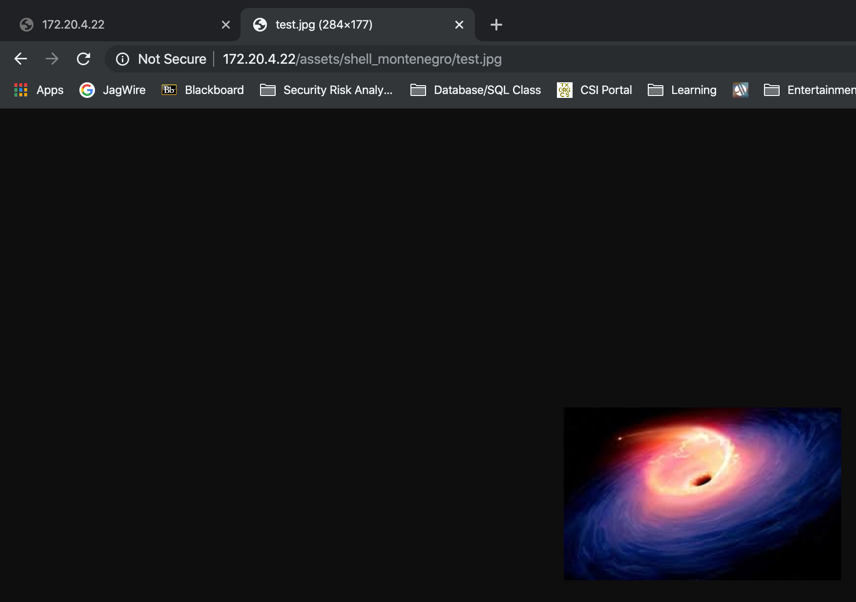 172.20.4.22
test.jpg (284×177)
Not Secure | 172.20.4.22/assets/shell_montenegro/test.jpg
Apps JagWire Bb Blackboard Security Risk Analy... Database/SQL Class CSI Portal Learning Entertainmen